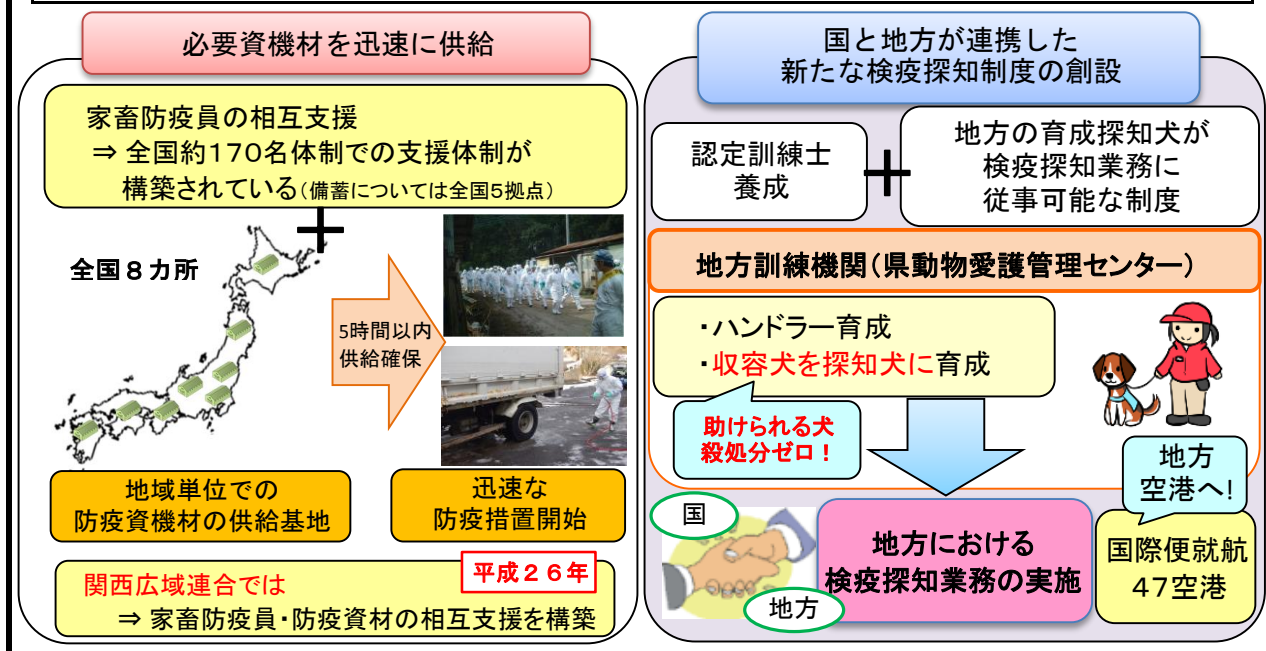 必要資機材を迅速に供給
家畜防疫員の相互支援
⇒ 全国約170名体制での支援体制が
構築されている(備蓄については全国5拠点)
＋
全国8カ所
5時間以内
供給確保
地域単位での
防疫資機材の供給基地
迅速な
防疫措置開始
平成26年
関西広域連合では
⇒ 家畜防疫員・防疫資材の相互支援を構築
国と地方が連携した
新たな検疫探知制度の創設
認定訓練士
養成
＋
地方の育成探知犬が
検疫探知業務に
従事可能な制度
地方訓練機関(県動物愛護管理センター)
・ハンドラー育成
・収容犬を探知犬に育成
助けられる犬
殺処分ゼロ！
国
地方
地方における
検疫探知業務の実施
地方
空港へ!
国際便就航
47空港